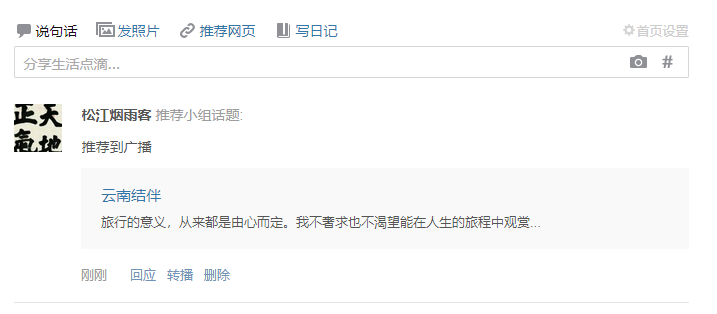 说句话 发照片 推荐网页 写日记 首页设置
分享生活点滴... #
松江烟雨客 推荐小组话题:
天地
正氣
推荐到广播
云南结伴
旅行的意义，从来都是由心而定。我不奢求也不渴望能在人生的旅程中观赏...
刚刚 回应 转播 删除